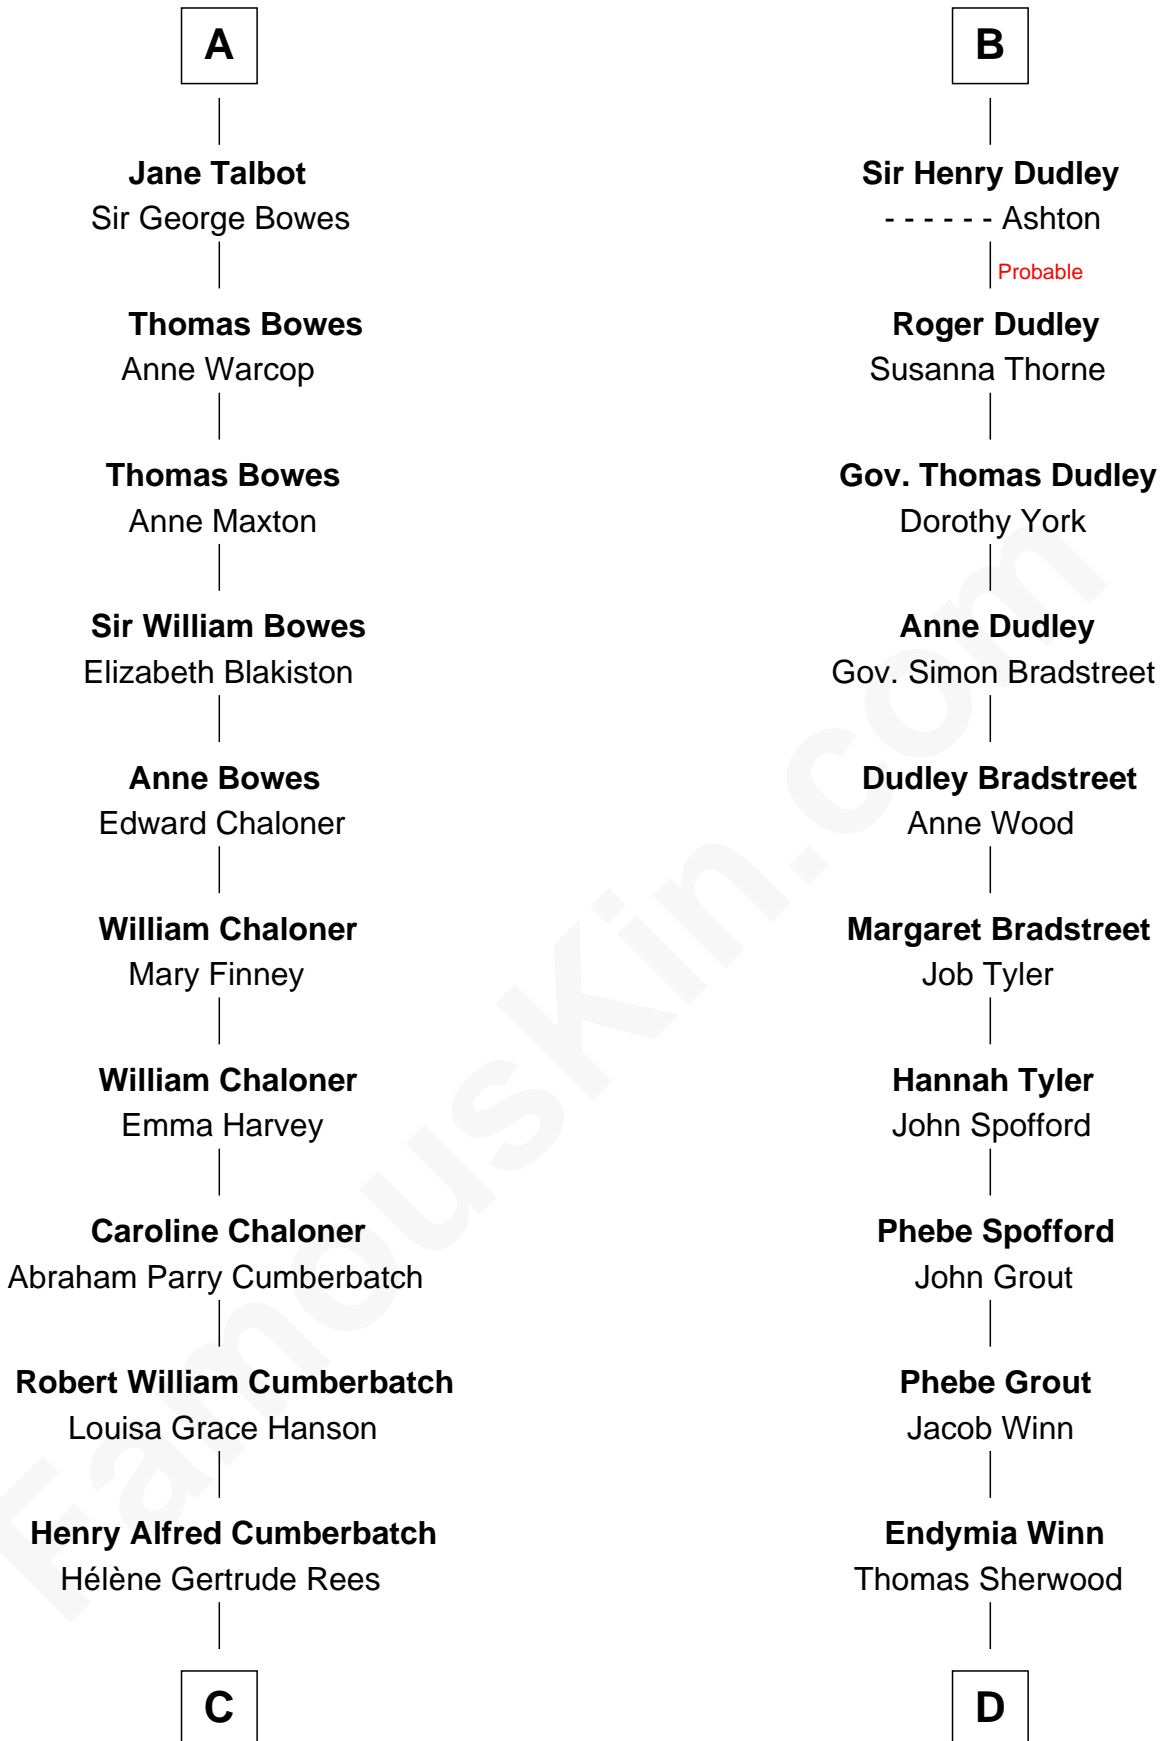 A
Jane Talbot
Sir George Bowes
Thomas Bowes
Anne Warcop
Thomas Bowes
Anne Maxton
Sir William Bowes
Elizabeth Blakiston
Anne Bowes
Edward Chaloner
William Chaloner
Mary Finney
William Chaloner
Emma Harvey
Caroline Chaloner
Abraham Parry Cumberbatch
Robert William Cumberbatch
Louisa Grace Hanson
Henry Alfred Cumberbatch
Hélène Gertrude Rees
C
B
Sir Henry Dudley
- - - - - - Ashton
Probable
Roger Dudley
Susanna Thorne
Gov. Thomas Dudley
Dorothy York
Anne Dudley
Gov. Simon Bradstreet
Dudley Bradstreet
Anne Wood
Margaret Bradstreet
Job Tyler
Hannah Tyler
John Spofford
Phebe Spofford
John Grout
Phebe Grout
Jacob Winn
Endymia Winn
Thomas Sherwood
D
FamousKin.com